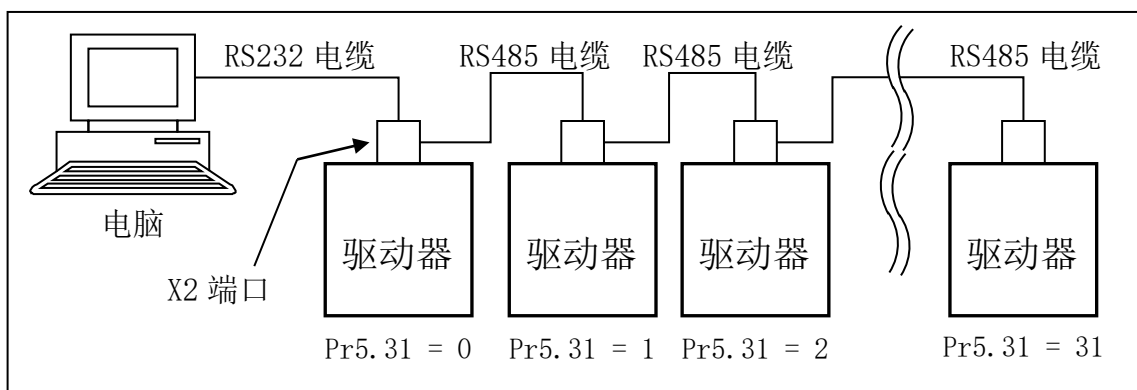 RS232 电缆
RS485 电缆
RS485 电缆
RS485 电缆
电脑
X2 端口
驱动器
驱动器
驱动器
驱动器
Pr5.31 = 0
Pr5.31 = 1
Pr5.31 = 2
Pr5.31 = 31